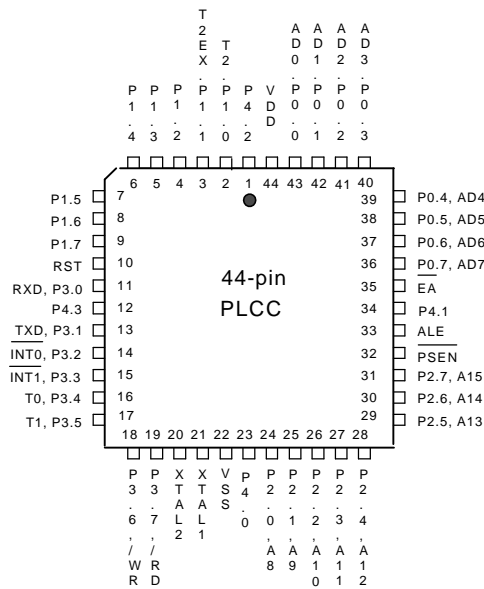 T2EX.P1.1
T2.P1.0
AD0.P0.0
AD1.P0.1
AD2.P0.2
AD3.P0.3
P1.4
P1.3
P1.2
P4.2
VDD
6 5 4 3 2 1 44 43 42 41 40
P1.5 7
P1.6 8
P1.7 9
RST 10
RXD, P3.0 11
P4.3 12
TXD, P3.1 13
INT0, P3.2 14
INT1, P3.3 15
T0, P3.4 16
T1, P3.5 17
44-pin
PLCC
39 P0.4, AD4
38 P0.5, AD5
37 P0.6, AD6
36 P0.7, AD7
35 EA
34 P4.1
33 ALE
32 PSEN
31 P2.7, A15
30 P2.6, A14
29 P2.5, A13
18 19 20 21 22 23 24 25 26 27 28
P3.6,/WR
P3.7,/RD
XTAL2
XTAL1
VSS
P4.0
P2.0,A8
P2.1,A9
P2.2,A10
P2.3,A11
P2.4,A12